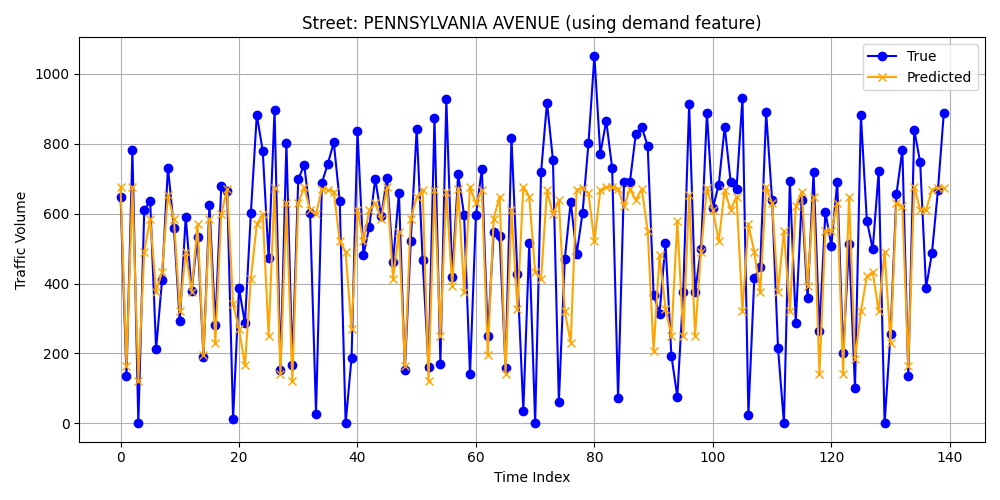 Street: PENNSYLVANIA AVENUE (using demand feature)
True
Predicted
Traffic Volume
1000
800
600
400
200
0
0 20 40 60 80 100 120 140
Time Index